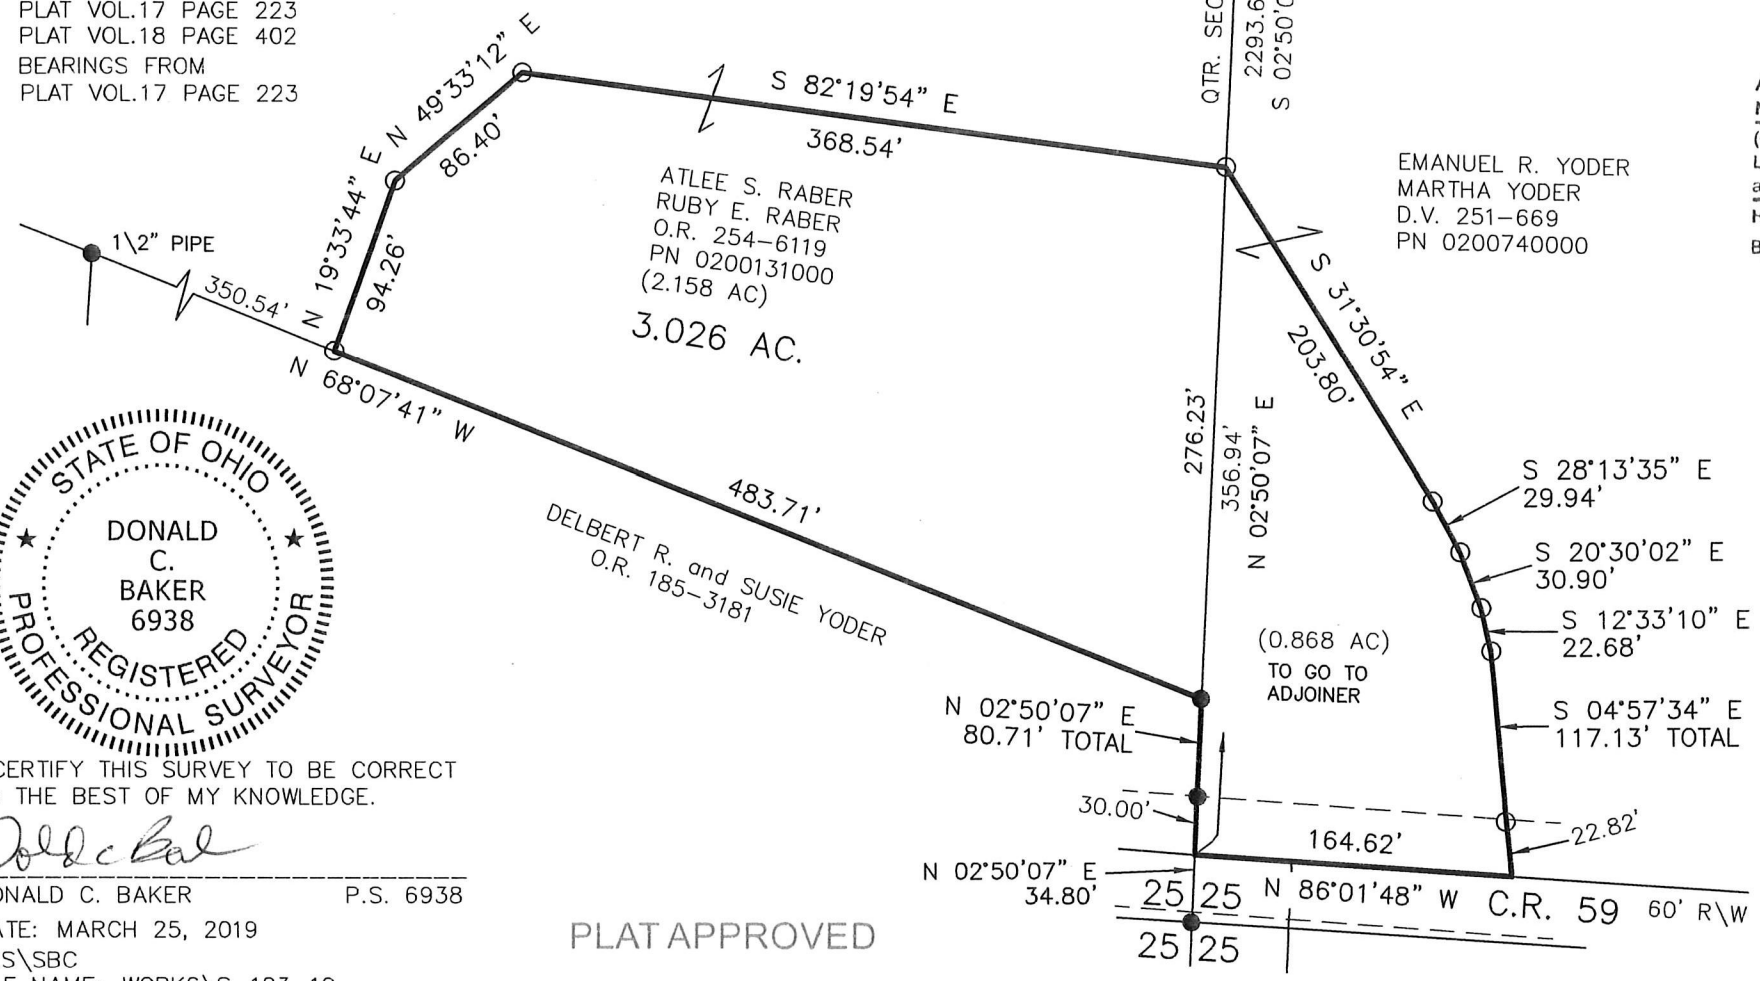 PLAT VOL.17 PAGE 223
PLAT VOL.18 PAGE 402
BEARINGS FROM
PLAT VOL.17 PAGE 223
N 49°33'12" E
86.40'
S 82°19'54" E
368.54'
QTR.
2293.6
S 02°50'0
N 19°33'44" E
94.26'
1\2" PIPE
350.54'
ATLEE S. RABER
RUBY E. RABER
O.R. 254-6119
PN 0200131000
(2.158 AC)
3.026 AC.
EMANUEL R. YODER
MARTHA YODER
D.V. 251-669
PN 0200740000
S 31°30'54" E
203.80'
N 68°07'41" W
483.71'
DELBERT R. and SUSIE YODER
O.R. 185-3181
276.23'
356.94'
N 02°50'07" E
S 28°13'35" E
29.94'
S 20°30'02" E
30.90'
S 12°33'10" E
22.68'
S 04°57'34" E
117.13' TOTAL
(0.868 AC)
TO GO TO
ADJOINER
N 02°50'07" E
80.71' TOTAL
30.00'
164.62'
22.82'
N 02°50'07" E
34.80'
25 25
N 86°01'48" W
C.R. 59
60' R\W
25 25
STATE OF OHIO
DONALD
C.
BAKER
6938
REGISTERED
PROFESSIONAL SURVEYOR
CERTIFY THIS SURVEY TO BE CORRECT
THE BEST OF MY KNOWLEDGE.
DONALD C. BAKER P.S. 6938
DATE: MARCH 25, 2019
S\SBC
PLAT APPROVED